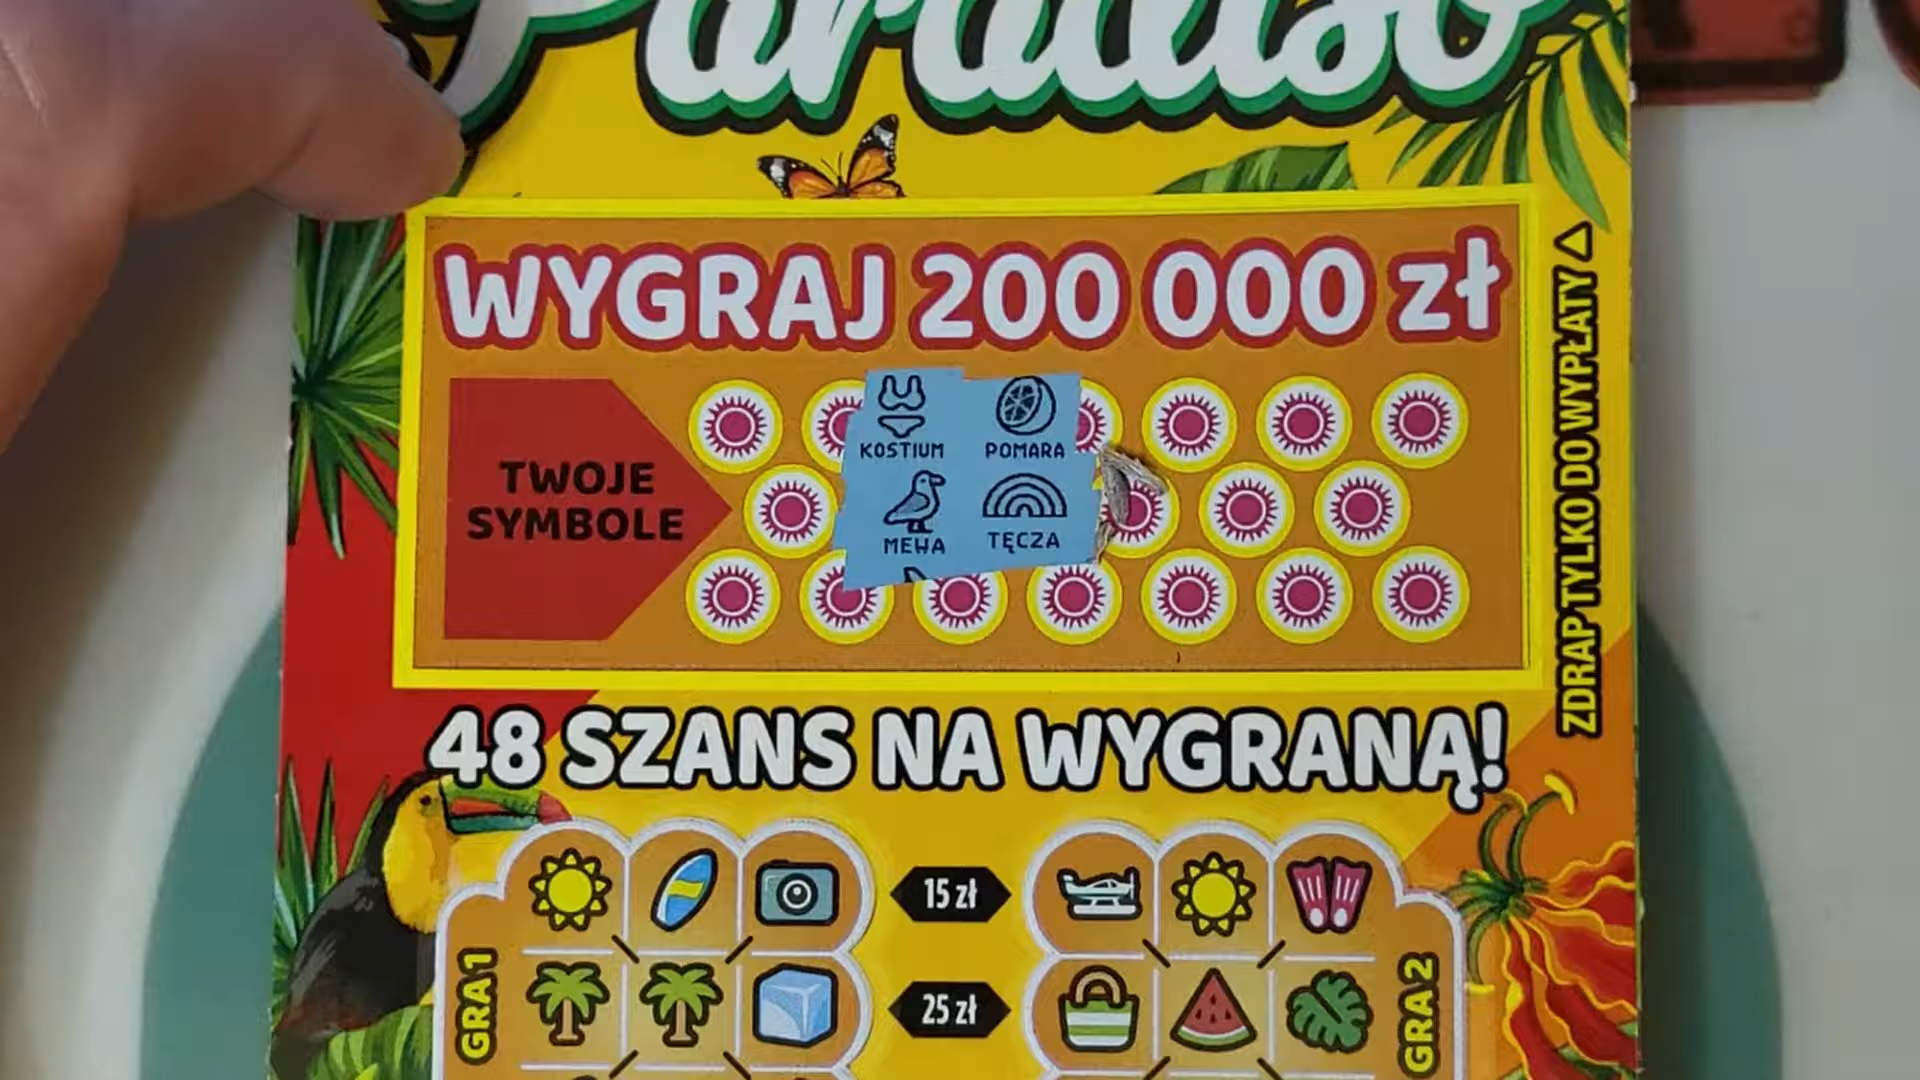 Paradiso
WYGRAJ 200 000 zł
TWOJE
SYMBOLE
KOSTIUM
POMARA
MEWA
TĘCZA
ZDRAP TYLKO DO WYPŁATY
48 SZANS NA WYGRANĄ!
GRA 1
15 zł
25 zł
GRA 2